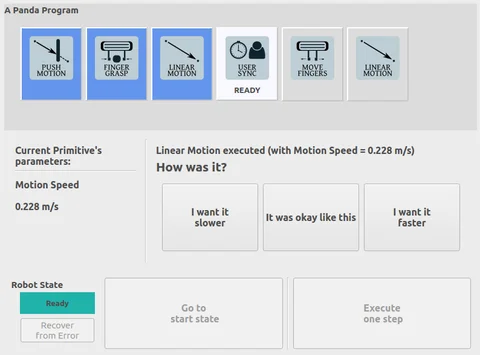 A Panda Program
PUSH
MOTION
FINGER
GRASP
LINEAR
MOTION
USER
SYNC
READY
MOVE
FINGERS
LINEAR
MOTION
Current Primitive's
parameters:
Motion Speed
0.228 m/s
Linear Motion executed (with Motion Speed = 0.228 m/s)
How was it?
I want it
slower
It was okay like this
I want it
faster
Robot State
Ready
Recover
from Error
Go to
start state
Execute
one step